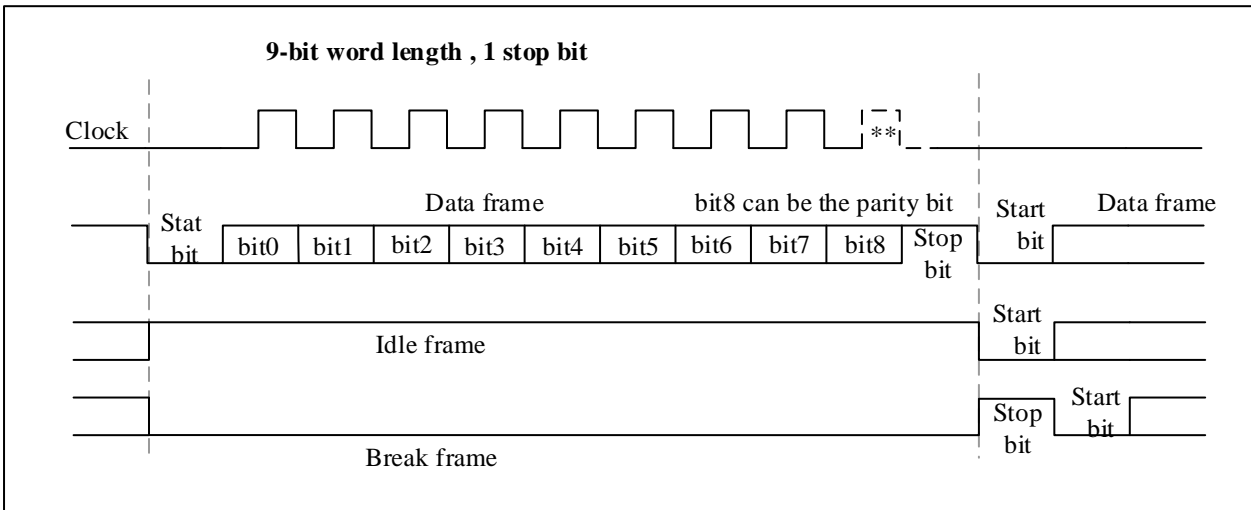 9-bit word length , 1 stop bit
Clock
**
Stat
bit
Data frame
bit8 can be the parity bit
Start
bit
Data frame
bit0
bit1
bit2
bit3
bit4
bit5
bit6
bit7
bit8
Stop
bit
Idle frame
Start
bit
Break frame
Stop
bit
Start
bit